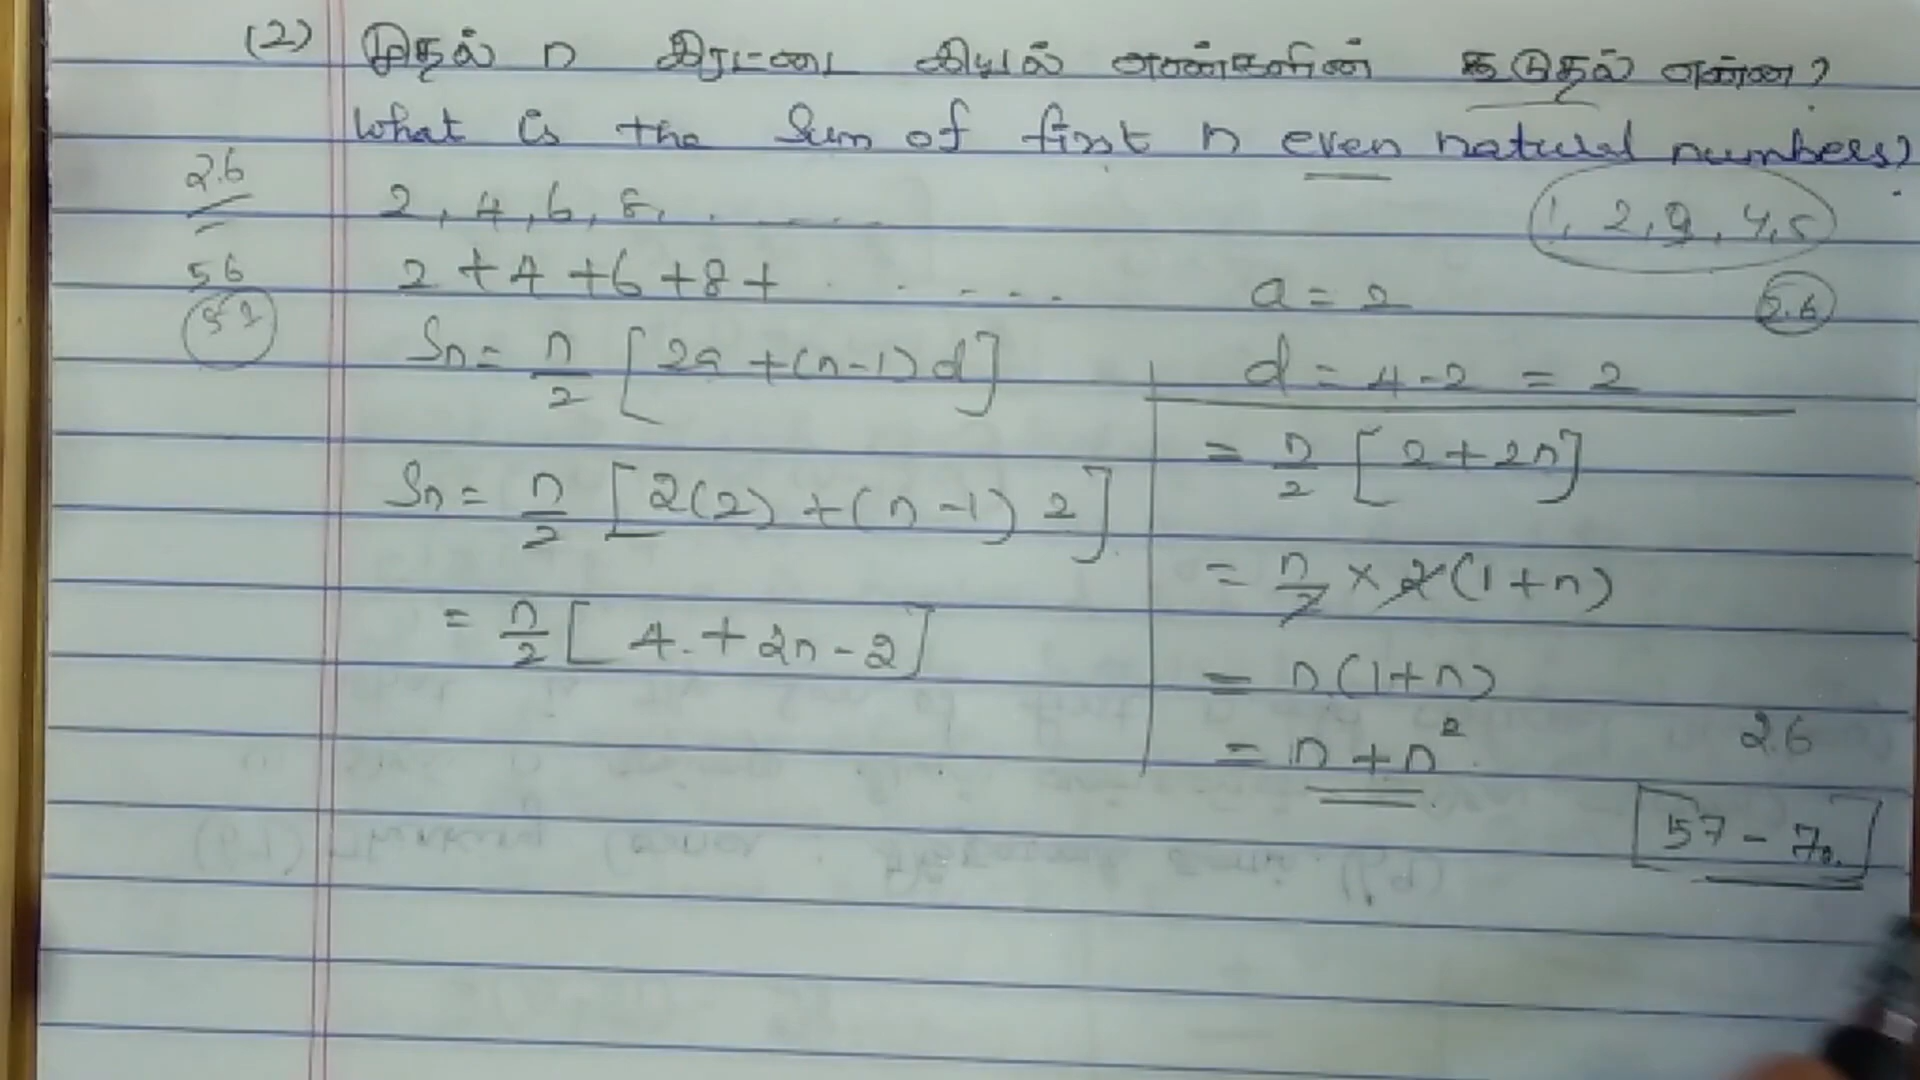 (2) முதல் n இரட்டை இயல் எண்களின் கூடுதல் என்ன?
What is the Sum of first n even natural numbers?
2.6
2, 4, 6, 8, . ......
1, 2, 3, 4, 5
56
2 + 4 + 6 + 8 + . . - . . .
a = 2
2.6
Sn = n/2 [2a + (n-1) d]
d = 4 - 2 = 2
= n/2 [2 + 2n]
Sn = n/2 [2(2) + (n - 1) 2]
= n/2 × 2 (1 + n)
= n/2 [4 + 2n - 2]
= n (1 + n)
= n + n²
26
57 - 70.